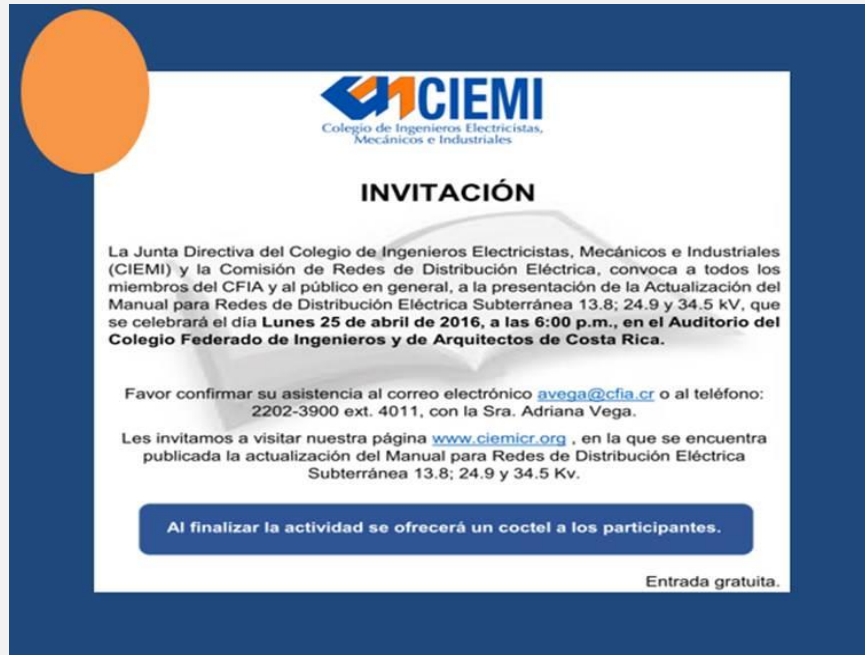 CIEMI
Colegio de Ingenieros Electricistas,
Mecánicos e Industriales
INVITACIÓN
La Junta Directiva del Colegio de Ingenieros Electricistas, Mecánicos e Industriales
(CIEMI) y la Comisión de Redes de Distribución Eléctrica, convoca a todos los
miembros del CFIA y al público en general, a la presentación de la Actualización del
Manual para Redes de Distribución Eléctrica Subterránea 13.8; 24.9 y 34.5 kV, que
se celebrará el día Lunes 25 de abril de 2016, a las 6:00 p.m., en el Auditorio del
Colegio Federado de Ingenieros y de Arquitectos de Costa Rica.
Favor confirmar su asistencia al correo electrónico avega@cfia.cr o al teléfono:
2202-3900 ext. 4011, con la Sra. Adriana Vega.
Les invitamos a visitar nuestra página www.ciemicr.org , en la que se encuentra
publicada la actualización del Manual para Redes de Distribución Eléctrica
Subterránea 13.8; 24.9 y 34.5 Kv.
Al finalizar la actividad se ofrecerá un coctel a los participantes.
Entrada gratuita.